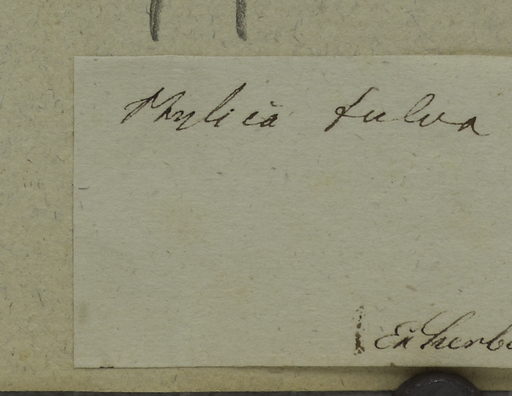 Phylica fulva
Ex herb